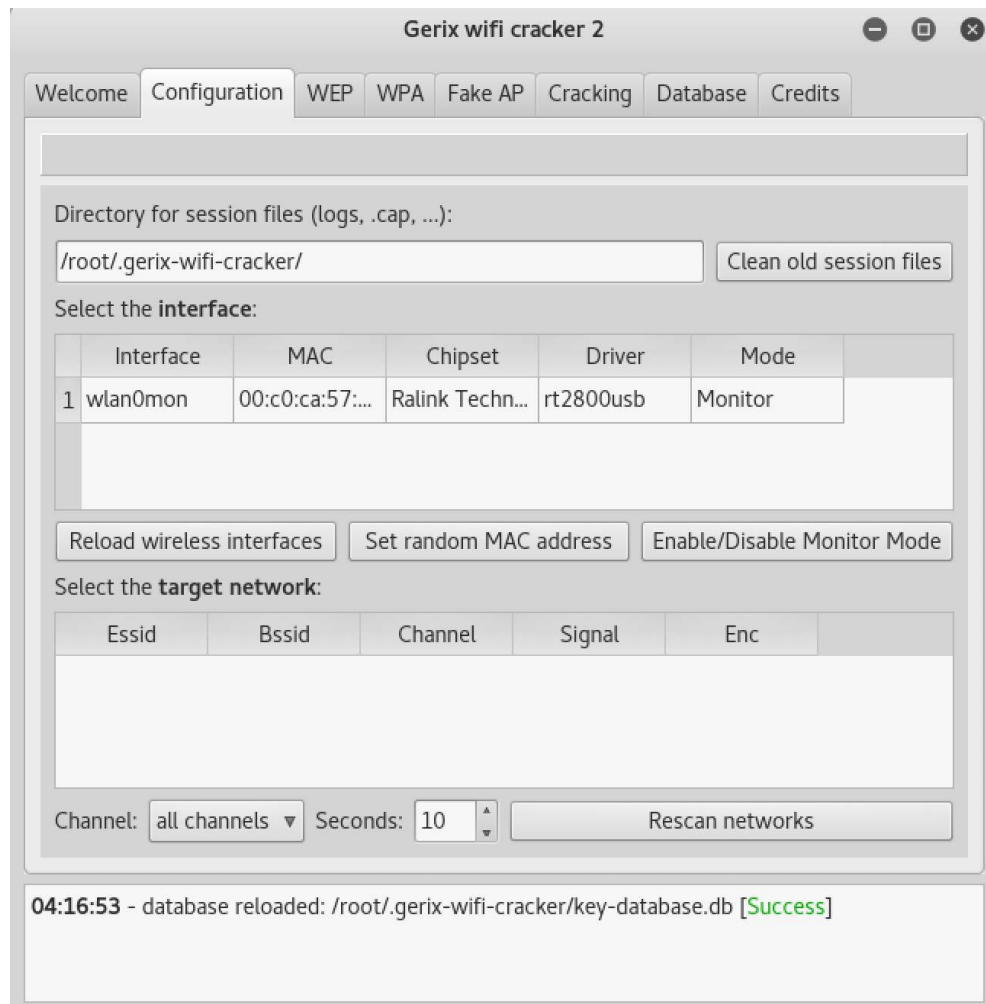 Gerix wifi cracker 2
Welcome Configuration WEP WPA Fake AP Cracking Database Credits
Directory for session files (logs, .cap, ...):
/root/.gerix-wifi-cracker/ Clean old session files
Select the interface:
Interface MAC Chipset Driver Mode
1 wlan0mon 00:c0:ca:57:... Ralink Techn... rt2800usb Monitor
Reload wireless interfaces Set random MAC address Enable/Disable Monitor Mode
Select the target network:
Essid Bssid Channel Signal Enc
Channel: all channels Seconds: 10 Rescan networks
04:16:53 - database reloaded: /root/.gerix-wifi-cracker/key-database.db [Success]